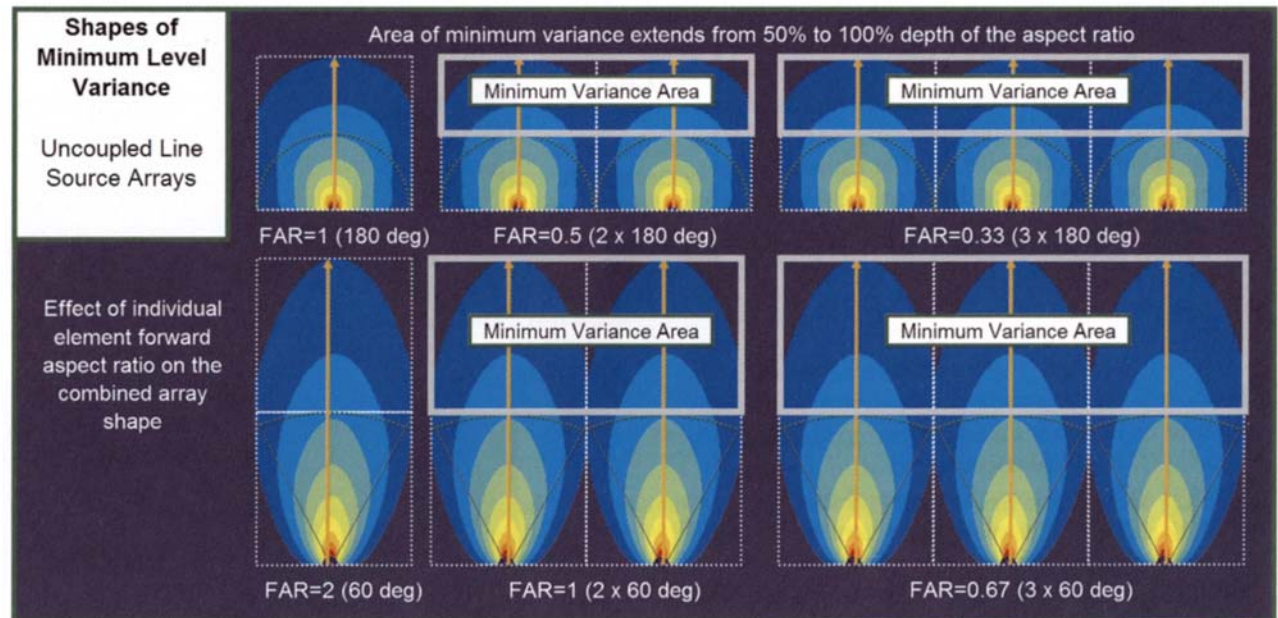 Shapes of
Minimum Level
Variance
Uncoupled Line
Source Arrays
Effect of individual
element forward
aspect ratio on the
combined array
shape
Area of minimum variance extends from 50% to 100% depth of the aspect ratio
Minimum Variance Area
Minimum Variance Area
FAR=1 (180 deg)
FAR=0.5 (2 x 180 deg)
FAR=0.33 (3 x 180 deg)
Minimum Variance Area
Minimum Variance Area
FAR=2 (60 deg)
FAR=1 (2 x 60 deg)
FAR=0.67 (3 x 60 deg)